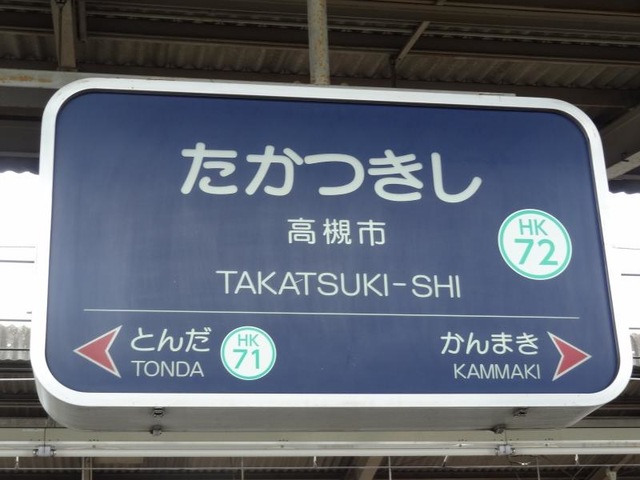 たかつきし
高槻市
HK
72
TAKATSUKI-SHI
とんだ
TONDA
HK
71
かんまき
KAMMAKI